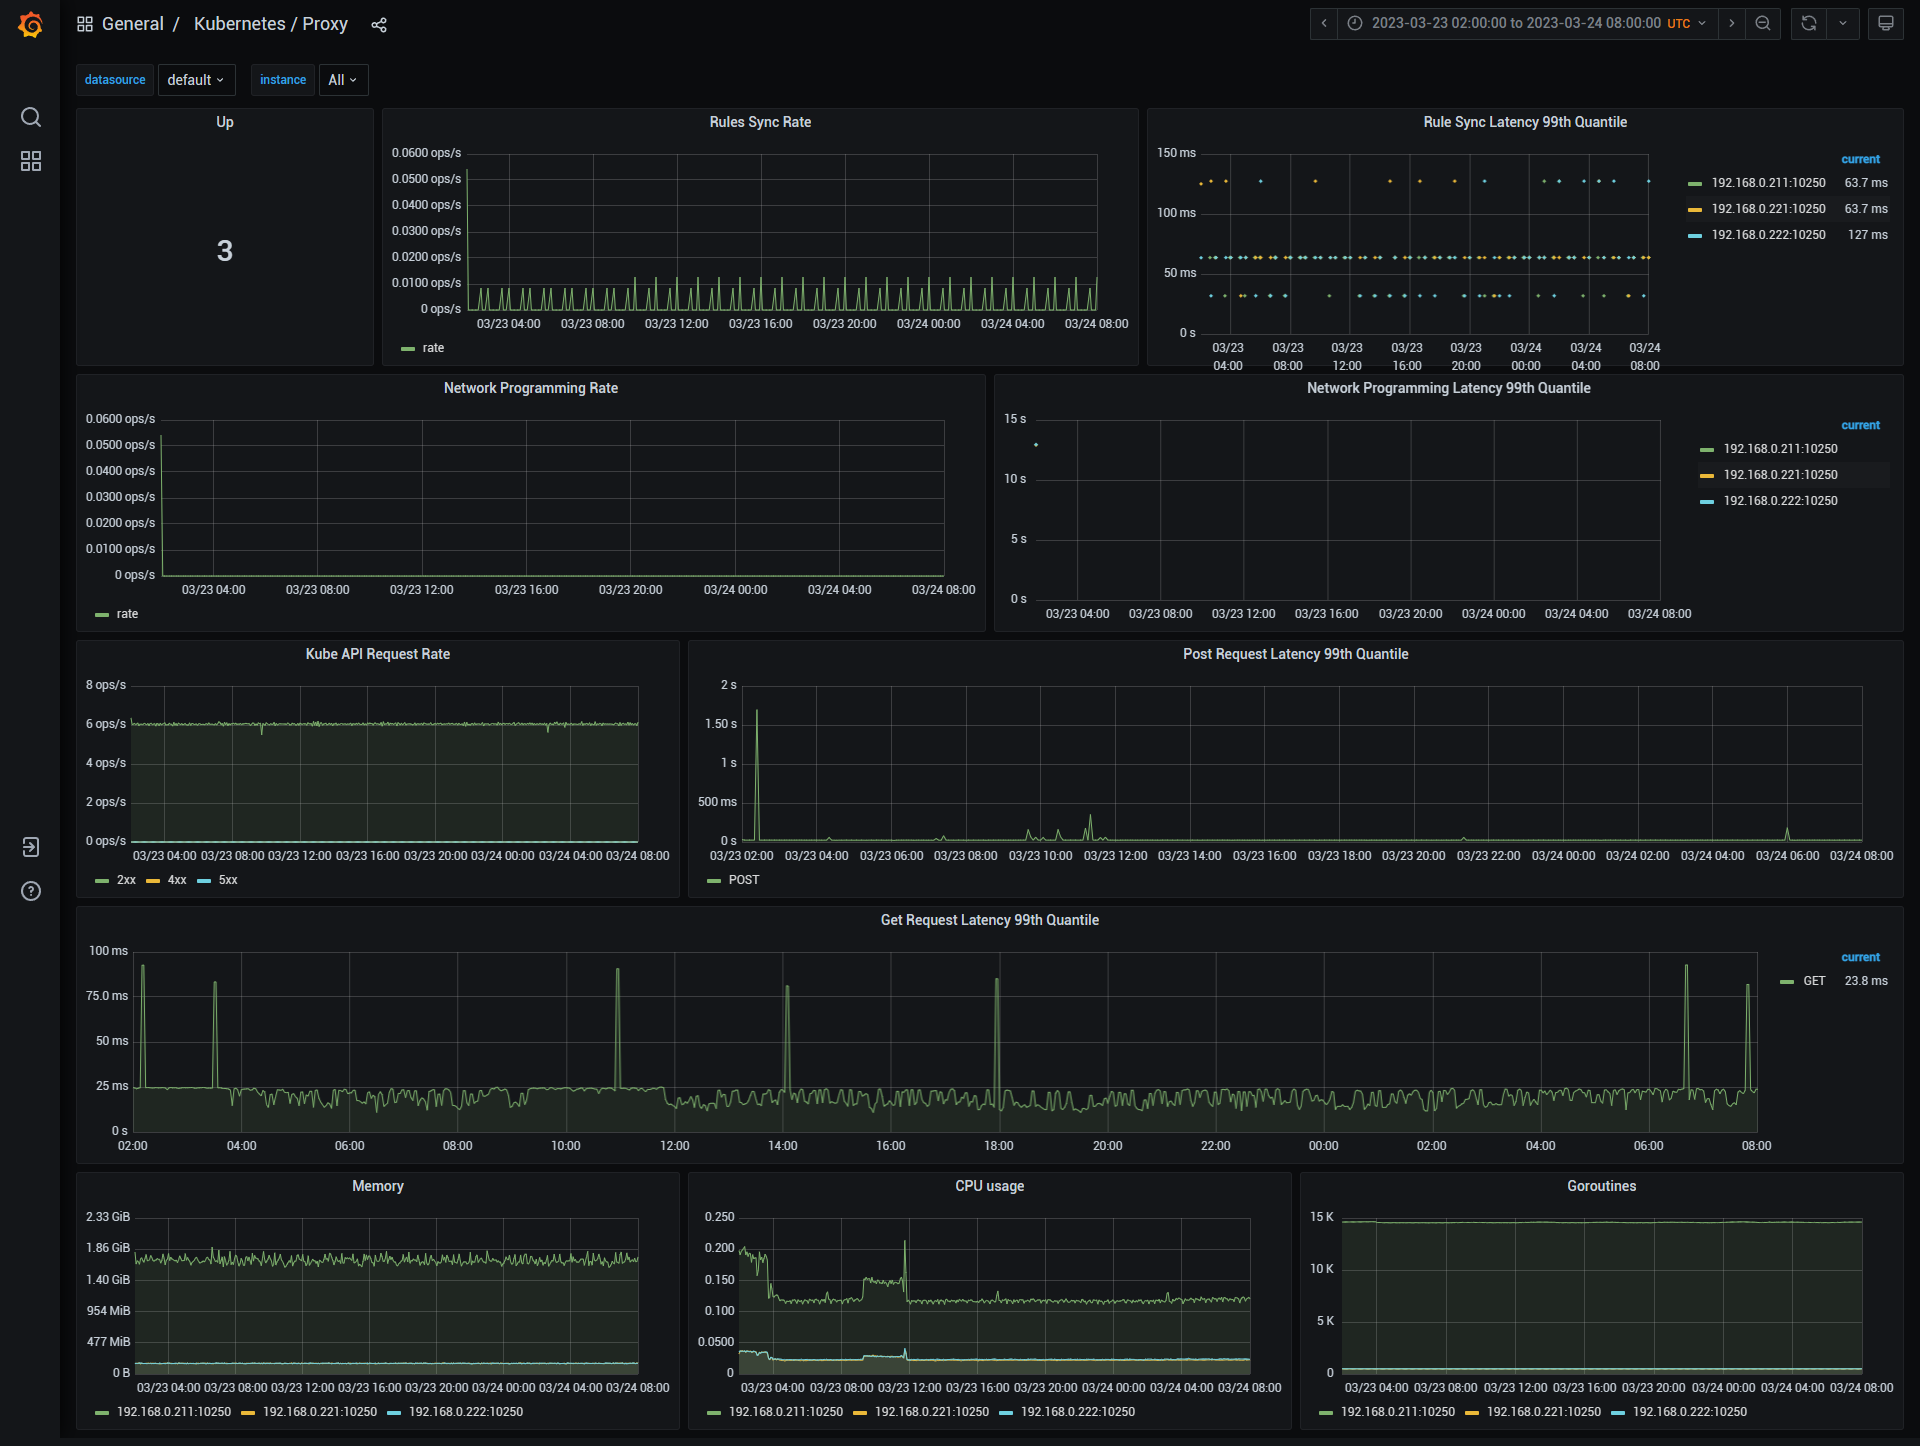 General / Kubernetes / Proxy
2023-03-23 02:00:00 to 2023-03-24 08:00:00 UTC
datasource default instance All
Up
3
Rules Sync Rate
0.0600 ops/s
0.0500 ops/s
0.0400 ops/s
0.0300 ops/s
0.0200 ops/s
0.0100 ops/s
0 ops/s
03/23 04:00 03/23 08:00 03/23 12:00 03/23 16:00 03/23 20:00 03/24 00:00 03/24 04:00 03/24 08:00
rate
Rule Sync Latency 99th Quantile
150 ms
100 ms
50 ms
0 s
03/23 03/23 03/23 03/23 03/23 03/24 03/24 03/24
04:00 08:00 12:00 16:00 20:00 00:00 04:00 08:00
current
192.168.0.211:10250 63.7 ms
192.168.0.221:10250 63.7 ms
192.168.0.222:10250 127 ms
Network Programming Rate
0.0600 ops/s
0.0500 ops/s
0.0400 ops/s
0.0300 ops/s
0.0200 ops/s
0.0100 ops/s
0 ops/s
03/23 04:00 03/23 08:00 03/23 12:00 03/23 16:00 03/23 20:00 03/24 00:00 03/24 04:00 03/24 08:00
rate
Network Programming Latency 99th Quantile
15 s
10 s
5 s
0 s
03/23 04:00 03/23 08:00 03/23 12:00 03/23 16:00 03/23 20:00 03/24 00:00 03/24 04:00 03/24 08:00
current
192.168.0.211:10250
192.168.0.221:10250
192.168.0.222:10250
Kube API Request Rate
8 ops/s
6 ops/s
4 ops/s
2 ops/s
0 ops/s
03/23 04:00 03/23 08:00 03/23 12:00 03/23 16:00 03/23 20:00 03/24 00:00 03/24 04:00 03/24 08:00
2xx 4xx 5xx
Post Request Latency 99th Quantile
2 s
1.50 s
1 s
500 ms
0 s
03/23 02:00 03/23 04:00 03/23 06:00 03/23 08:00 03/23 10:00 03/23 12:00 03/23 14:00 03/23 16:00 03/23 18:00 03/23 20:00 03/23 22:00 03/24 00:00 03/24 02:00 03/24 04:00 03/24 06:00 03/24 08:00
POST
Get Request Latency 99th Quantile
100 ms
75.0 ms
50 ms
25 ms
0 s
02:00 04:00 06:00 08:00 10:00 12:00 14:00 16:00 18:00 20:00 22:00 00:00 02:00 04:00 06:00 08:00
current
GET 23.8 ms
Memory
2.33 GiB
1.86 GiB
1.40 GiB
954 MiB
477 MiB
0 B
03/23 04:00 03/23 08:00 03/23 12:00 03/23 16:00 03/23 20:00 03/24 00:00 03/24 04:00 03/24 08:00
192.168.0.211:10250 192.168.0.221:10250 192.168.0.222:10250
CPU usage
0.250
0.200
0.150
0.100
0.0500
0
03/23 04:00 03/23 08:00 03/23 12:00 03/23 16:00 03/23 20:00 03/24 00:00 03/24 04:00 03/24 08:00
192.168.0.211:10250 192.168.0.221:10250 192.168.0.222:10250
Goroutines
15 K
10 K
5 K
0
03/23 04:00 03/23 08:00 03/23 12:00 03/23 16:00 03/23 20:00 03/24 00:00 03/24 04:00 03/24 08:00
192.168.0.211:10250 192.168.0.221:10250 192.168.0.222:10250